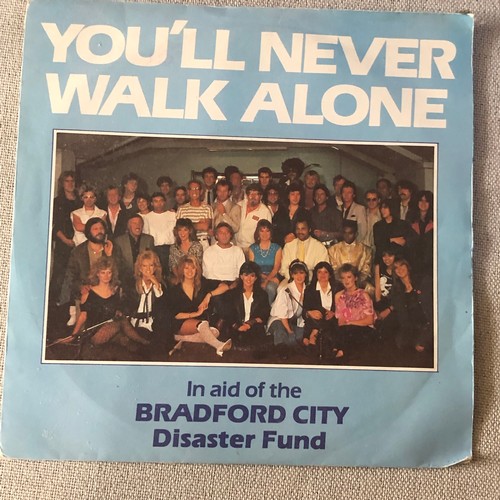 YOU'LL NEVER
WALK ALONE
In aid of the
BRADFORD CITY
Disaster Fund